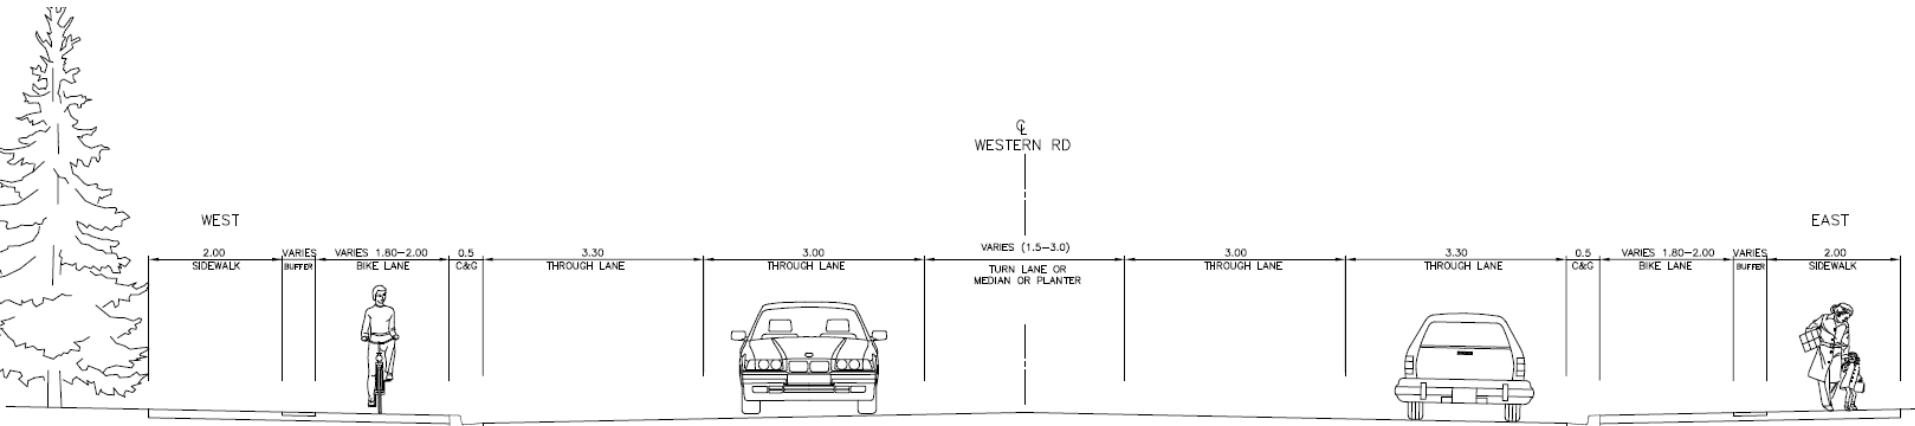 ℄
WESTERN RD
WEST
EAST
2.00 VARIES VARIES 1.80-2.00 0.5 3.30 3.00 VARIES (1.5-3.0) 3.00 3.30 0.5 VARIES 1.80-2.00 VARIES 2.00
SIDEWALK BUFFER BIKE LANE C&G THROUGH LANE THROUGH LANE TURN LANE OR THROUGH LANE THROUGH LANE C&G BIKE LANE BUFFER SIDEWALK
MEDIAN OR PLANTER